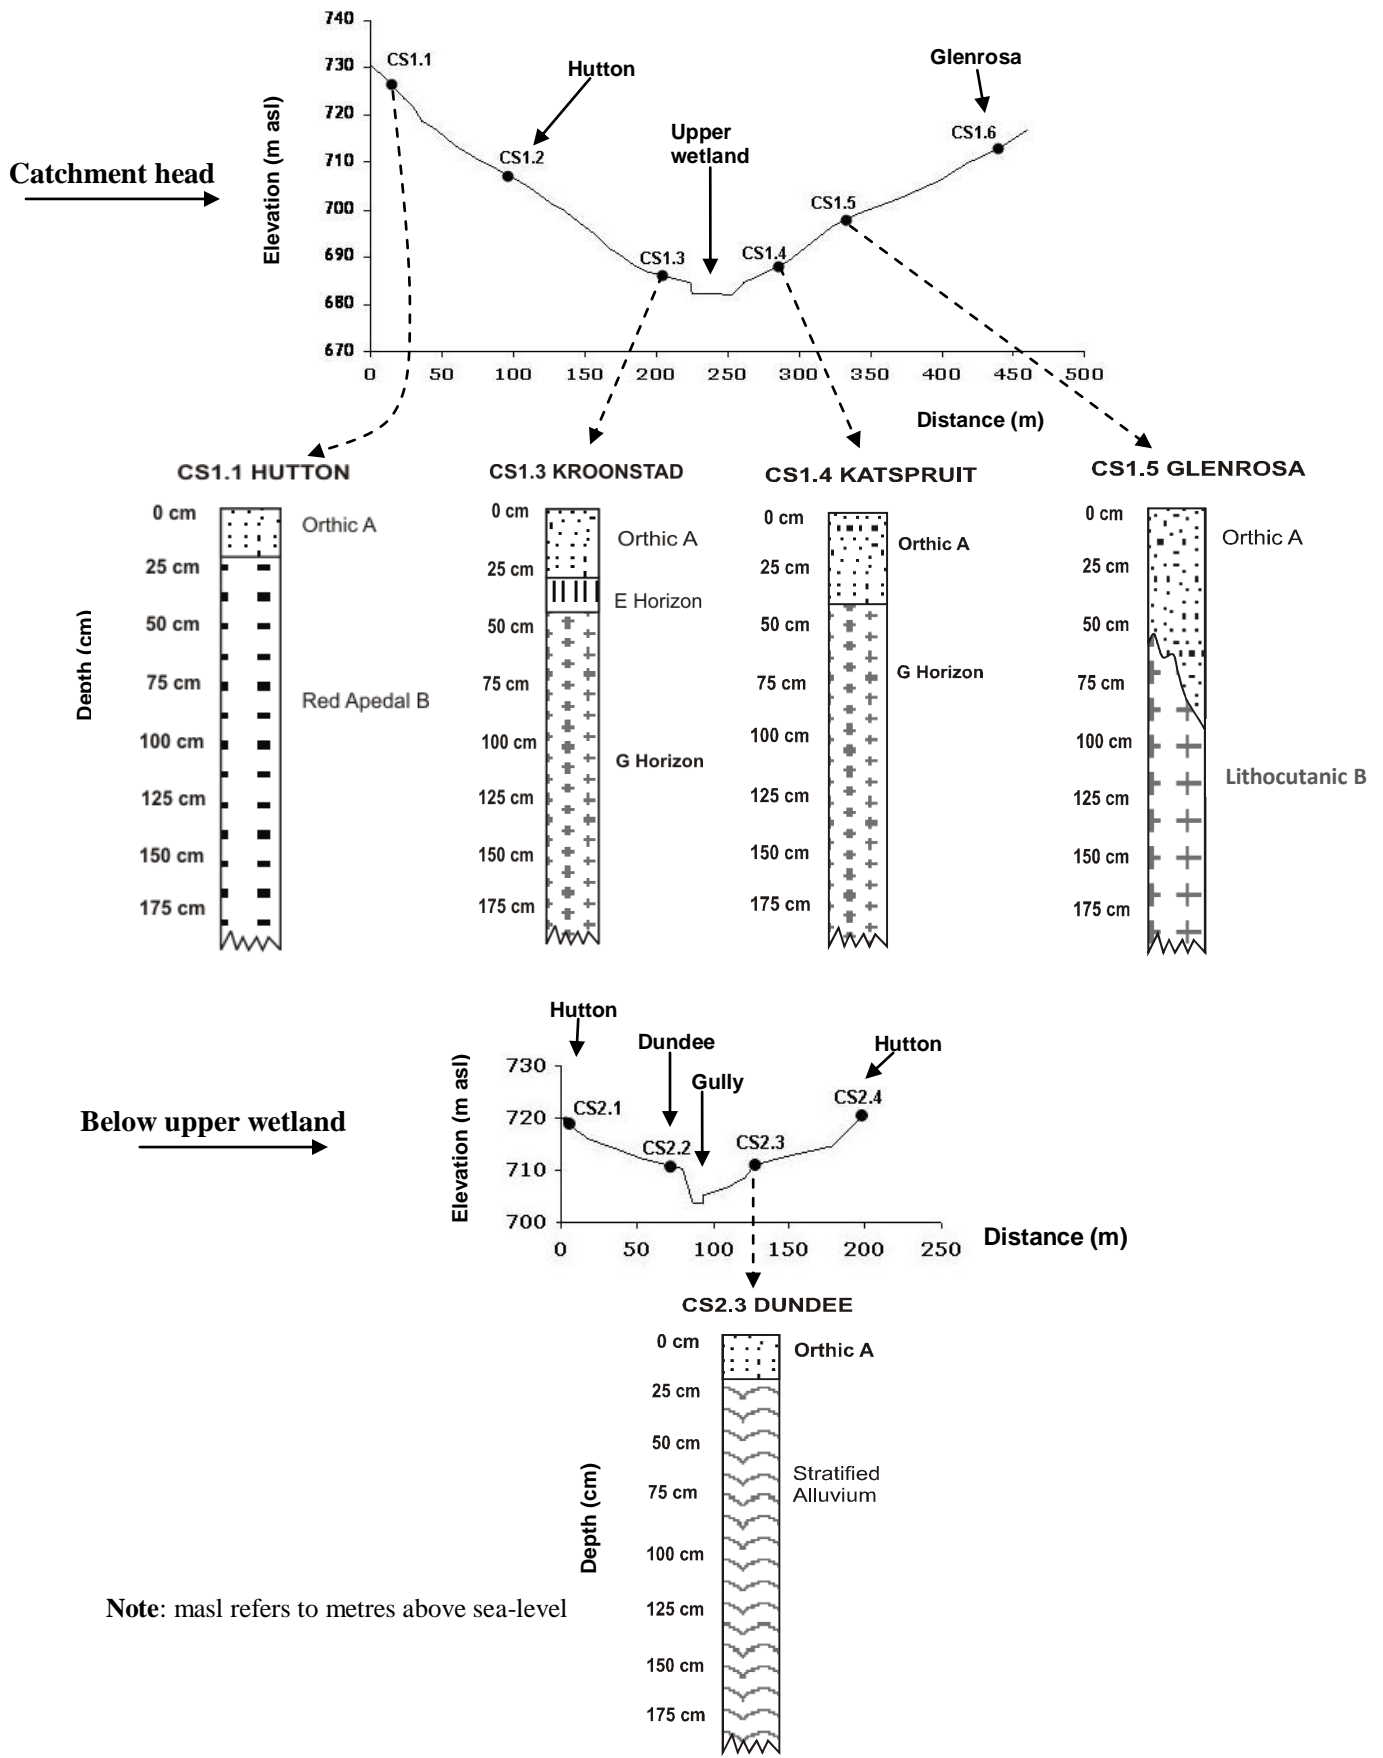 740
730
720
710
700
690
680
670
Elevation (m asl)
Catchment head
CS1.1
Hutton
CS1.2
Upper
wetland
Glenrosa
CS1.6
CS1.5
CS1.3
CS1.4
0 50 100 150 200 250 300 350 400 450 500
Distance (m)
CS1.1 HUTTON
Depth (cm)
0 cm
25 cm
50 cm
75 cm
100 cm
125 cm
150 cm
175 cm
Orthic A
Red Apedal B
CS1.3 KROONSTAD
0 cm
25 cm
50 cm
75 cm
100 cm
125 cm
150 cm
175 cm
Orthic A
E Horizon
G Horizon
CS1.4 KATSPRUIT
0 cm
25 cm
50 cm
75 cm
100 cm
125 cm
150 cm
175 cm
Orthic A
G Horizon
CS1.5 GLENROSA
0 cm
25 cm
50 cm
75 cm
100 cm
125 cm
150 cm
175 cm
Orthic A
Lithocutanic B
Below upper wetland
Elevation (m asl)
730
720
710
700
Hutton
Dundee
Gully
Hutton
CS2.1
CS2.2
CS2.3
CS2.4
0 50 100 150 200 250
Distance (m)
CS2.3 DUNDEE
Depth (cm)
0 cm
25 cm
50 cm
75 cm
100 cm
125 cm
150 cm
175 cm
Orthic A
Stratified
Alluvium
Note: masl refers to metres above sea-level